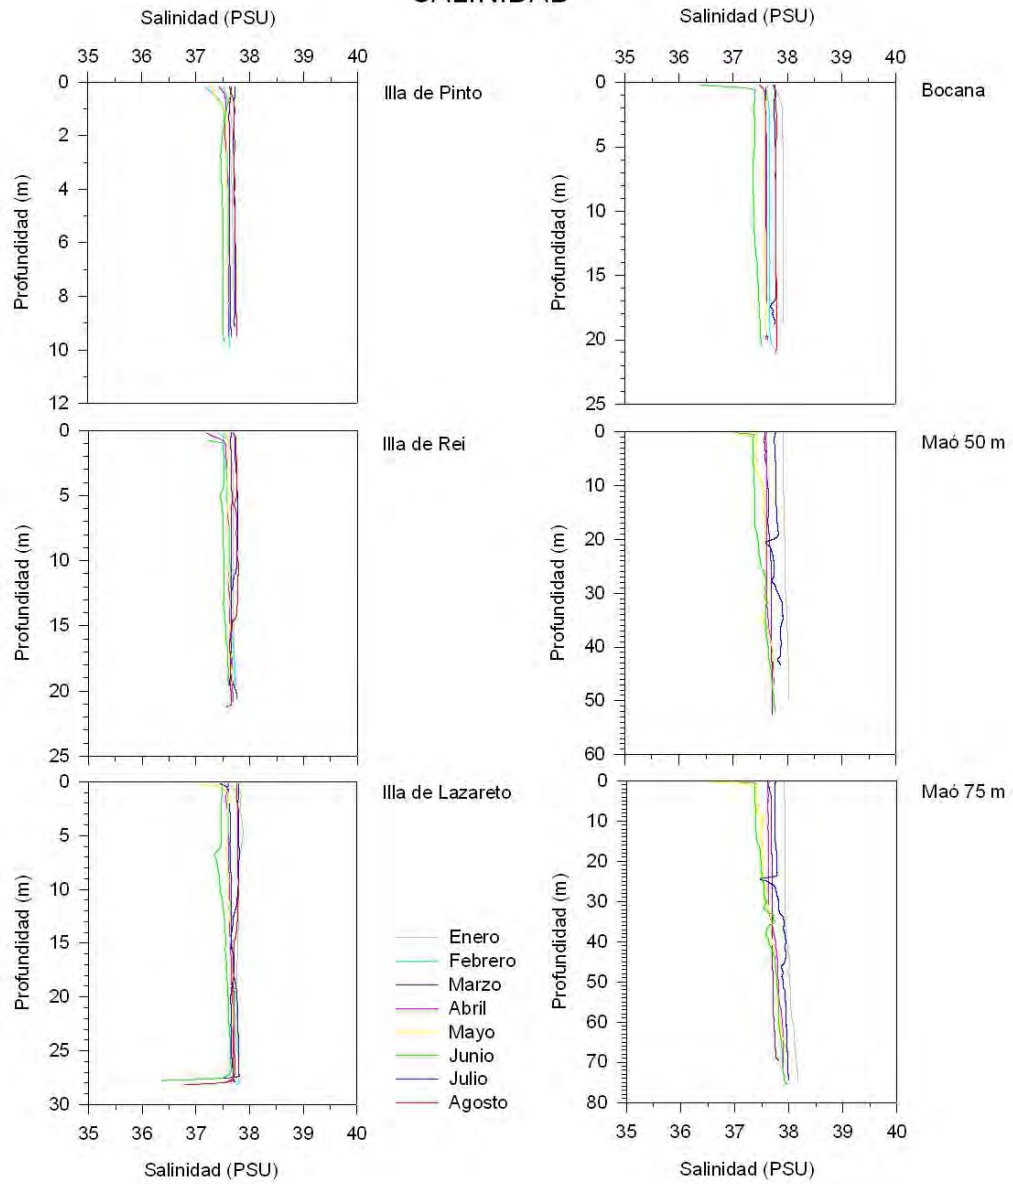 SALINIDAD
Salinidad (PSU)
35 36 37 38 39 40
Profundidad (m)
0
2
4
6
8
10
12
Illa de Pinto
Salinidad (PSU)
35 36 37 38 39 40
Profundidad (m)
0
5
10
15
20
25
Bocana
Profundidad (m)
0
5
10
15
20
25
Illa de Rei
Profundidad (m)
0
10
20
30
40
50
60
Maó 50 m
Profundidad (m)
0
5
10
15
20
25
30
Illa de Lazareto
35 36 37 38 39 40
Salinidad (PSU)
Enero
Febrero
Marzo
Abril
Mayo
Junio
Julio
Agosto
Profundidad (m)
0
10
20
30
40
50
60
70
80
Maó 75 m
35 36 37 38 39 40
Salinidad (PSU)